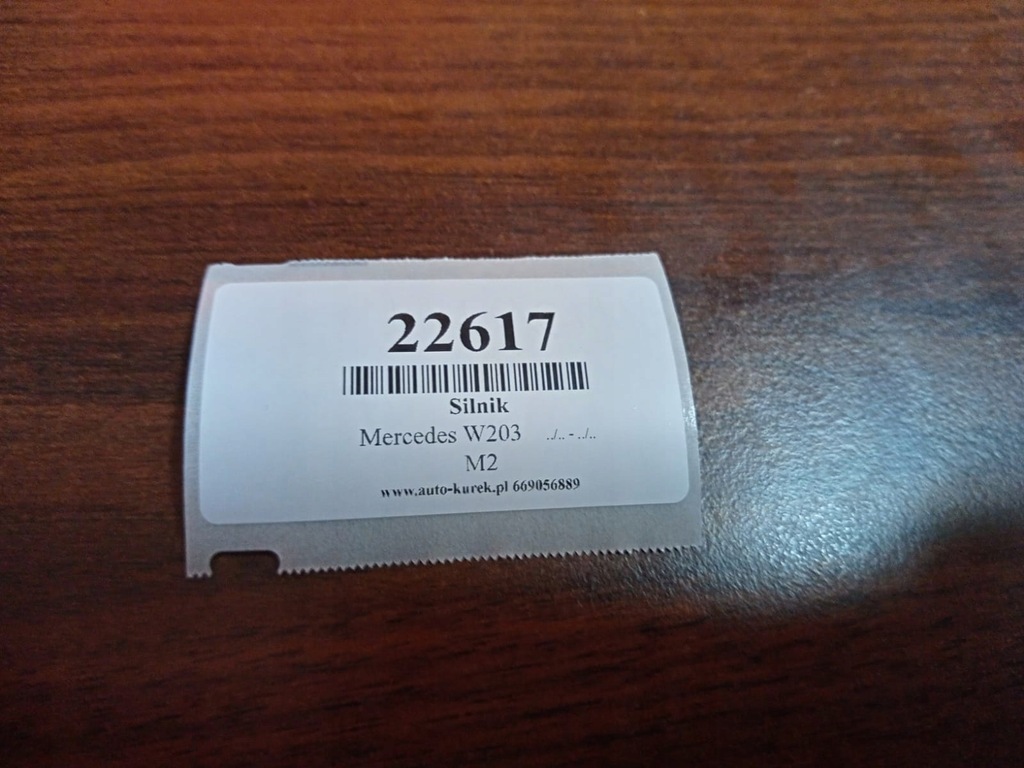 22617
Silnik
Mercedes W203 ../.. - ../..
M2
www.auto-kurek.pl 669056889